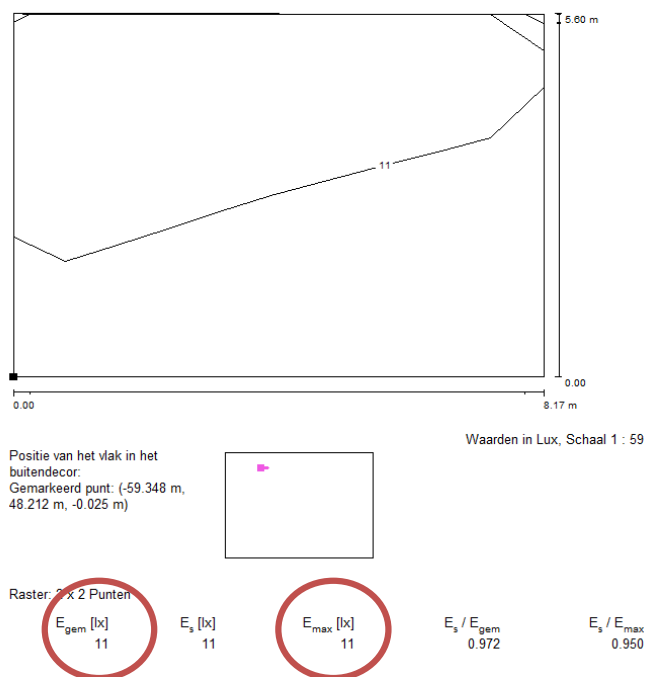 5.60 m
11
0.00
0.00 8.17 m
Waarden in Lux, Schaal 1 : 59
Positie van het vlak in het
buitendecor:
Gemarkeerd punt: (-59.348 m,
48.212 m, -0.025 m)
Raster: x 2 Punten
Egem [lx] Es [lx] Emax [lx] Es / Egem Es / Emax
11 11 11 0.972 0.950